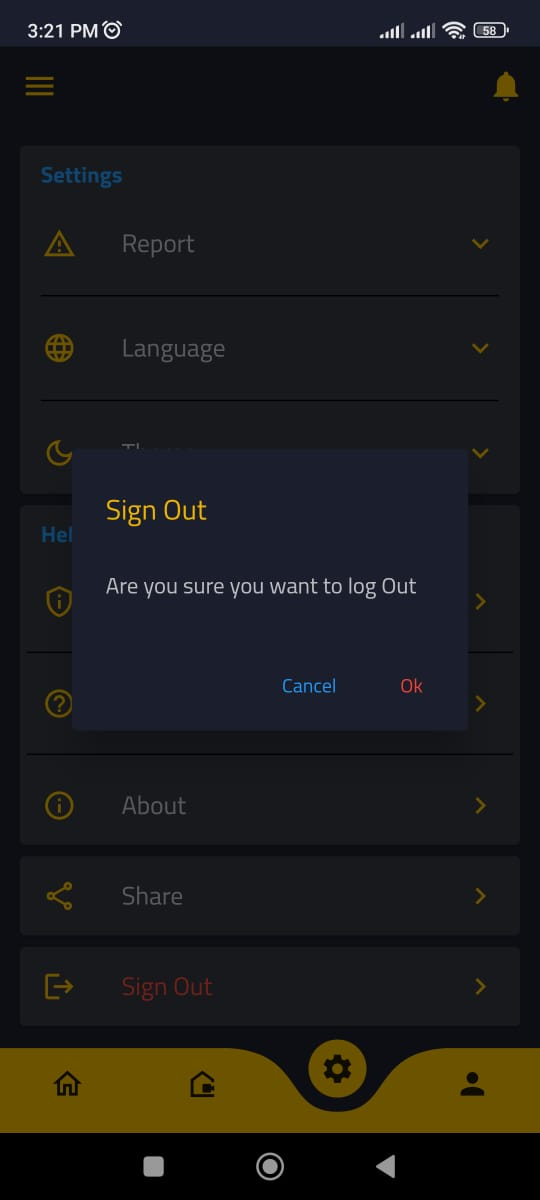 3:21 PM
58
Settings
Report
Language
Sign Out
Are you sure you want to log Out
Cancel
Ok
About
Share
Sign Out